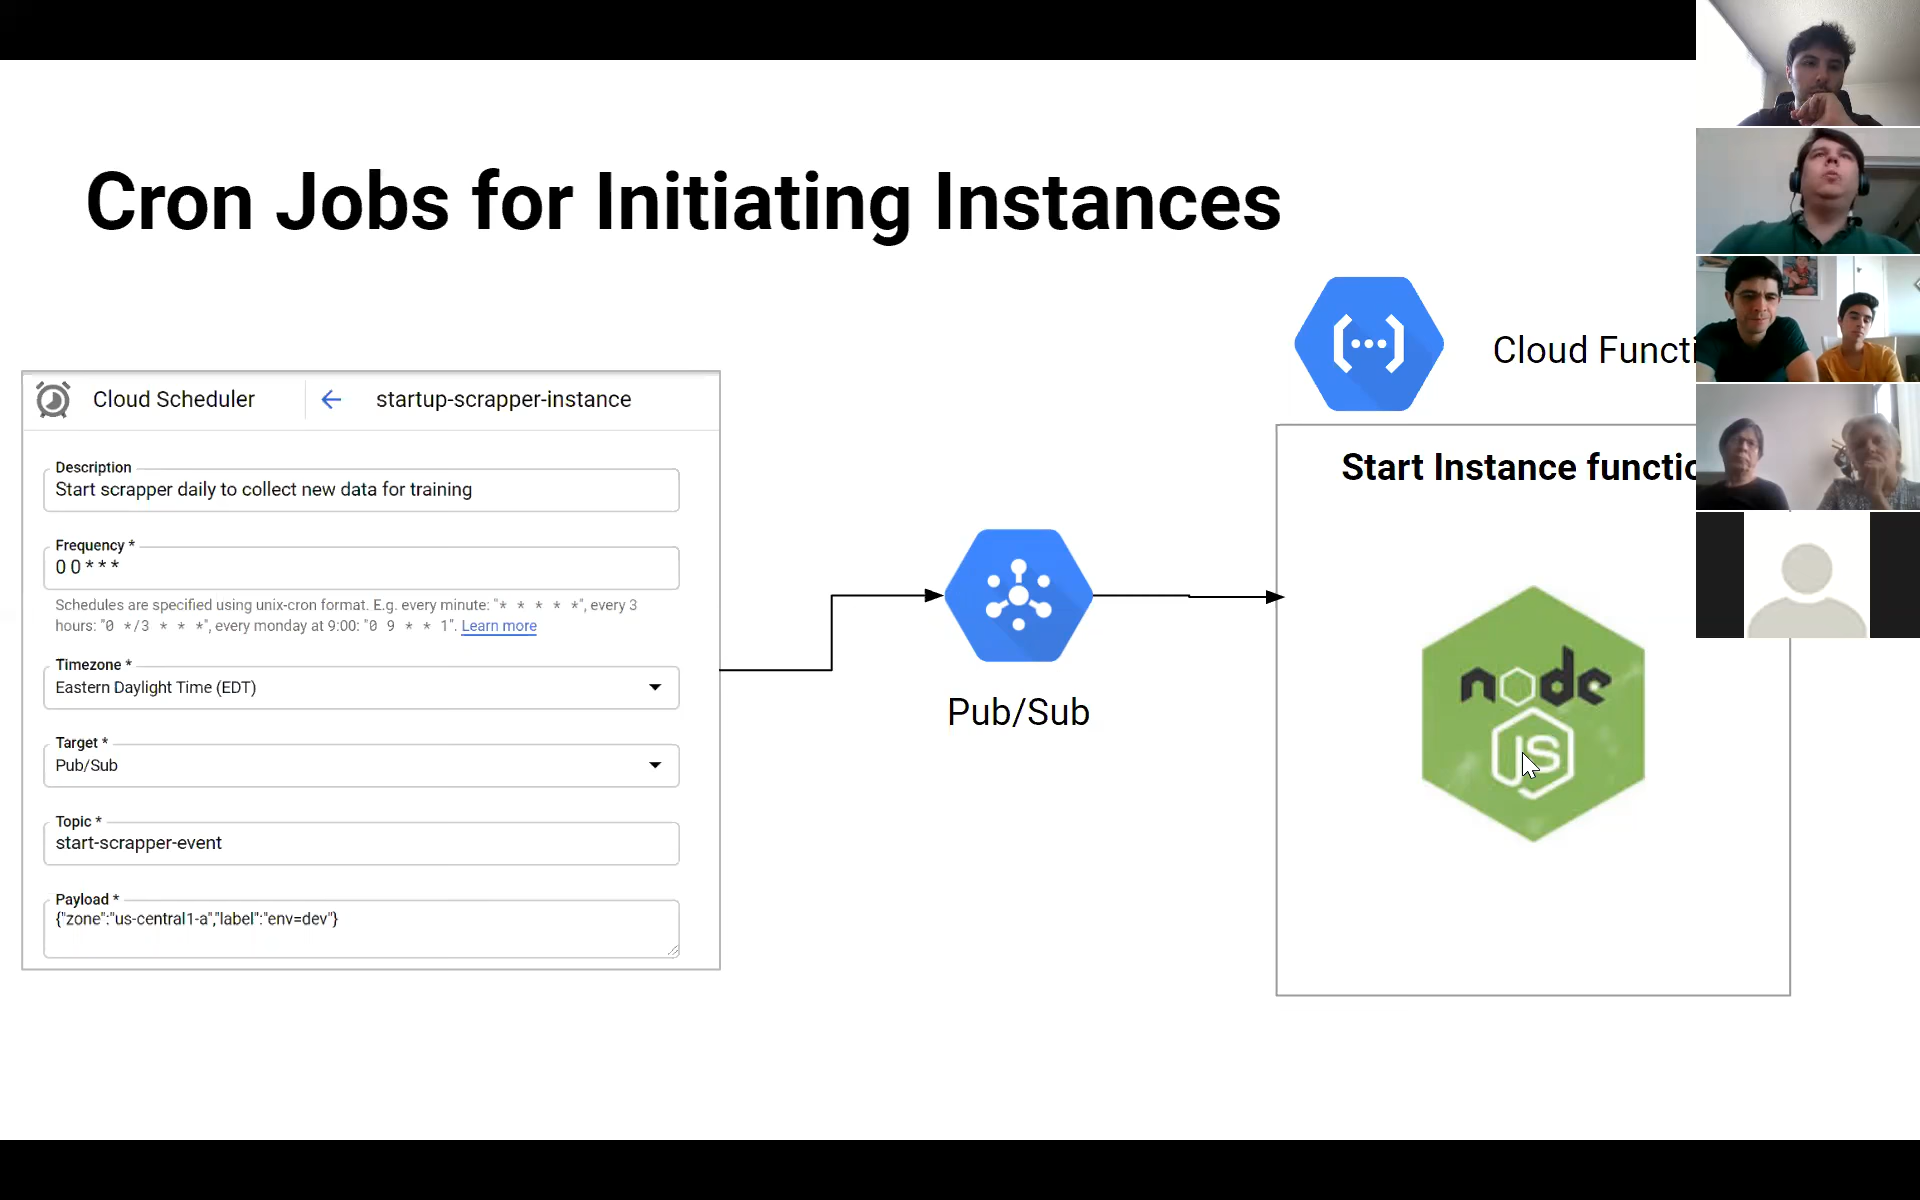 Cron Jobs for Initiating Instances
Cloud Functi
Cloud Scheduler
startup-scrapper-instance
Description
Start scrapper daily to collect new data for training
Frequency *
0 0 * * *
Schedules are specified using unix-cron format. E.g. every minute: "* * * * *", every 3
hours: "0 */3 * * *", every monday at 9:00: "0 9 * * 1". Learn more
Timezone *
Eastern Daylight Time (EDT)
Target *
Pub/Sub
Topic *
start-scrapper-event
Payload *
{"zone":"us-central1-a","label":"env=dev"}
Pub/Sub
Start Instance functio
node
JS